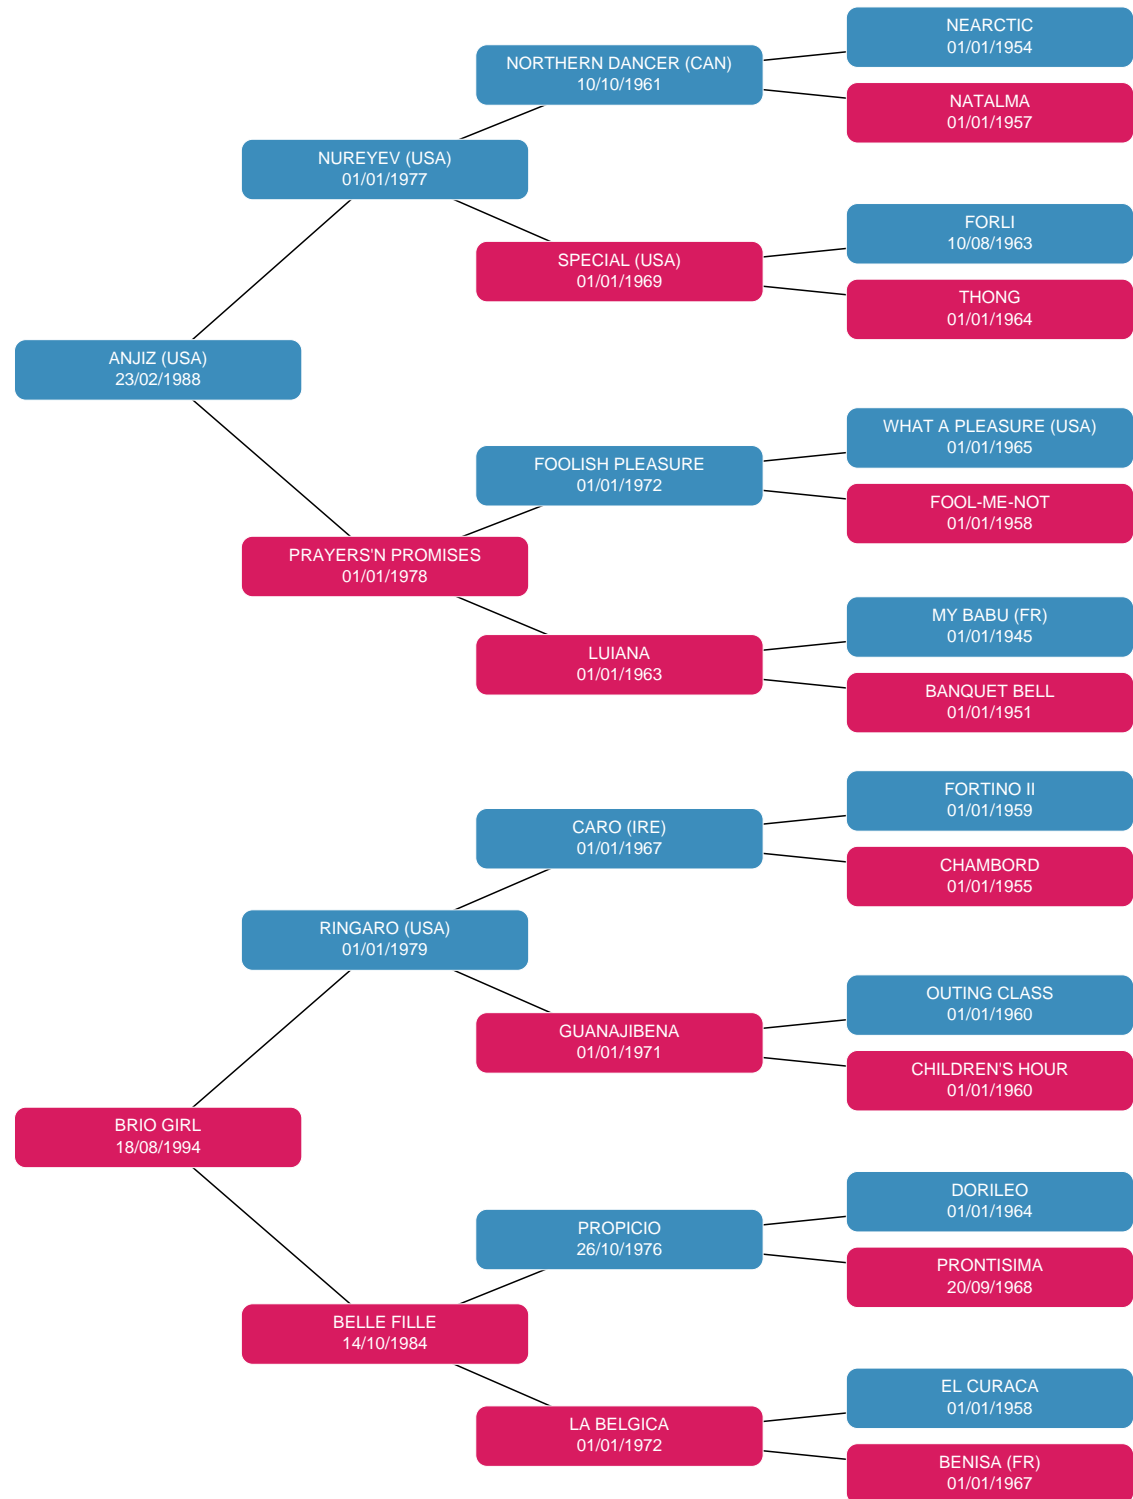 NEARCTIC
01/01/1954
NORTHERN DANCER (CAN)
10/10/1961
NATALMA
01/01/1957
NUREYEV (USA)
01/01/1977
FORLI
10/08/1963
SPECIAL (USA)
01/01/1969
THONG
01/01/1964
ANJIZ (USA)
23/02/1988
WHAT A PLEASURE (USA)
01/01/1965
FOOLISH PLEASURE
01/01/1972
FOOL-ME-NOT
01/01/1958
PRAYERS'N PROMISES
01/01/1978
MY BABU (FR)
01/01/1945
LUIANA
01/01/1963
BANQUET BELL
01/01/1951
FORTINO II
01/01/1959
CARO (IRE)
01/01/1967
CHAMBORD
01/01/1955
RINGARO (USA)
01/01/1979
OUTING CLASS
01/01/1960
GUANAJIBENA
01/01/1971
CHILDREN'S HOUR
01/01/1960
BRIO GIRL
18/08/1994
DORILEO
01/01/1964
PROPICIO
26/10/1976
PRONTISIMA
20/09/1968
BELLE FILLE
14/10/1984
EL CURACA
01/01/1958
LA BELGICA
01/01/1972
BENISA (FR)
01/01/1967